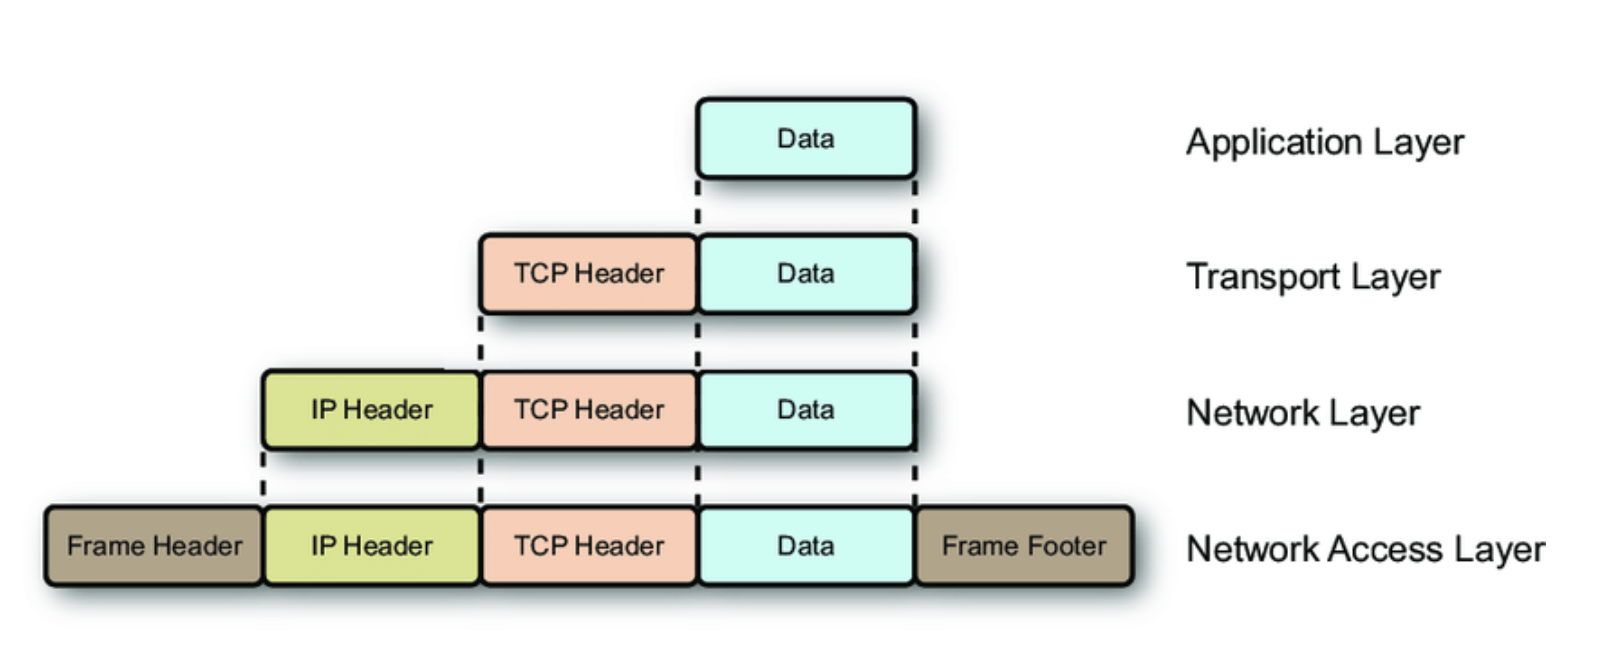 Data
Application Layer
TCP Header
Data
Transport Layer
IP Header
TCP Header
Data
Network Layer
Frame Header
IP Header
TCP Header
Data
Frame Footer
Network Access Layer